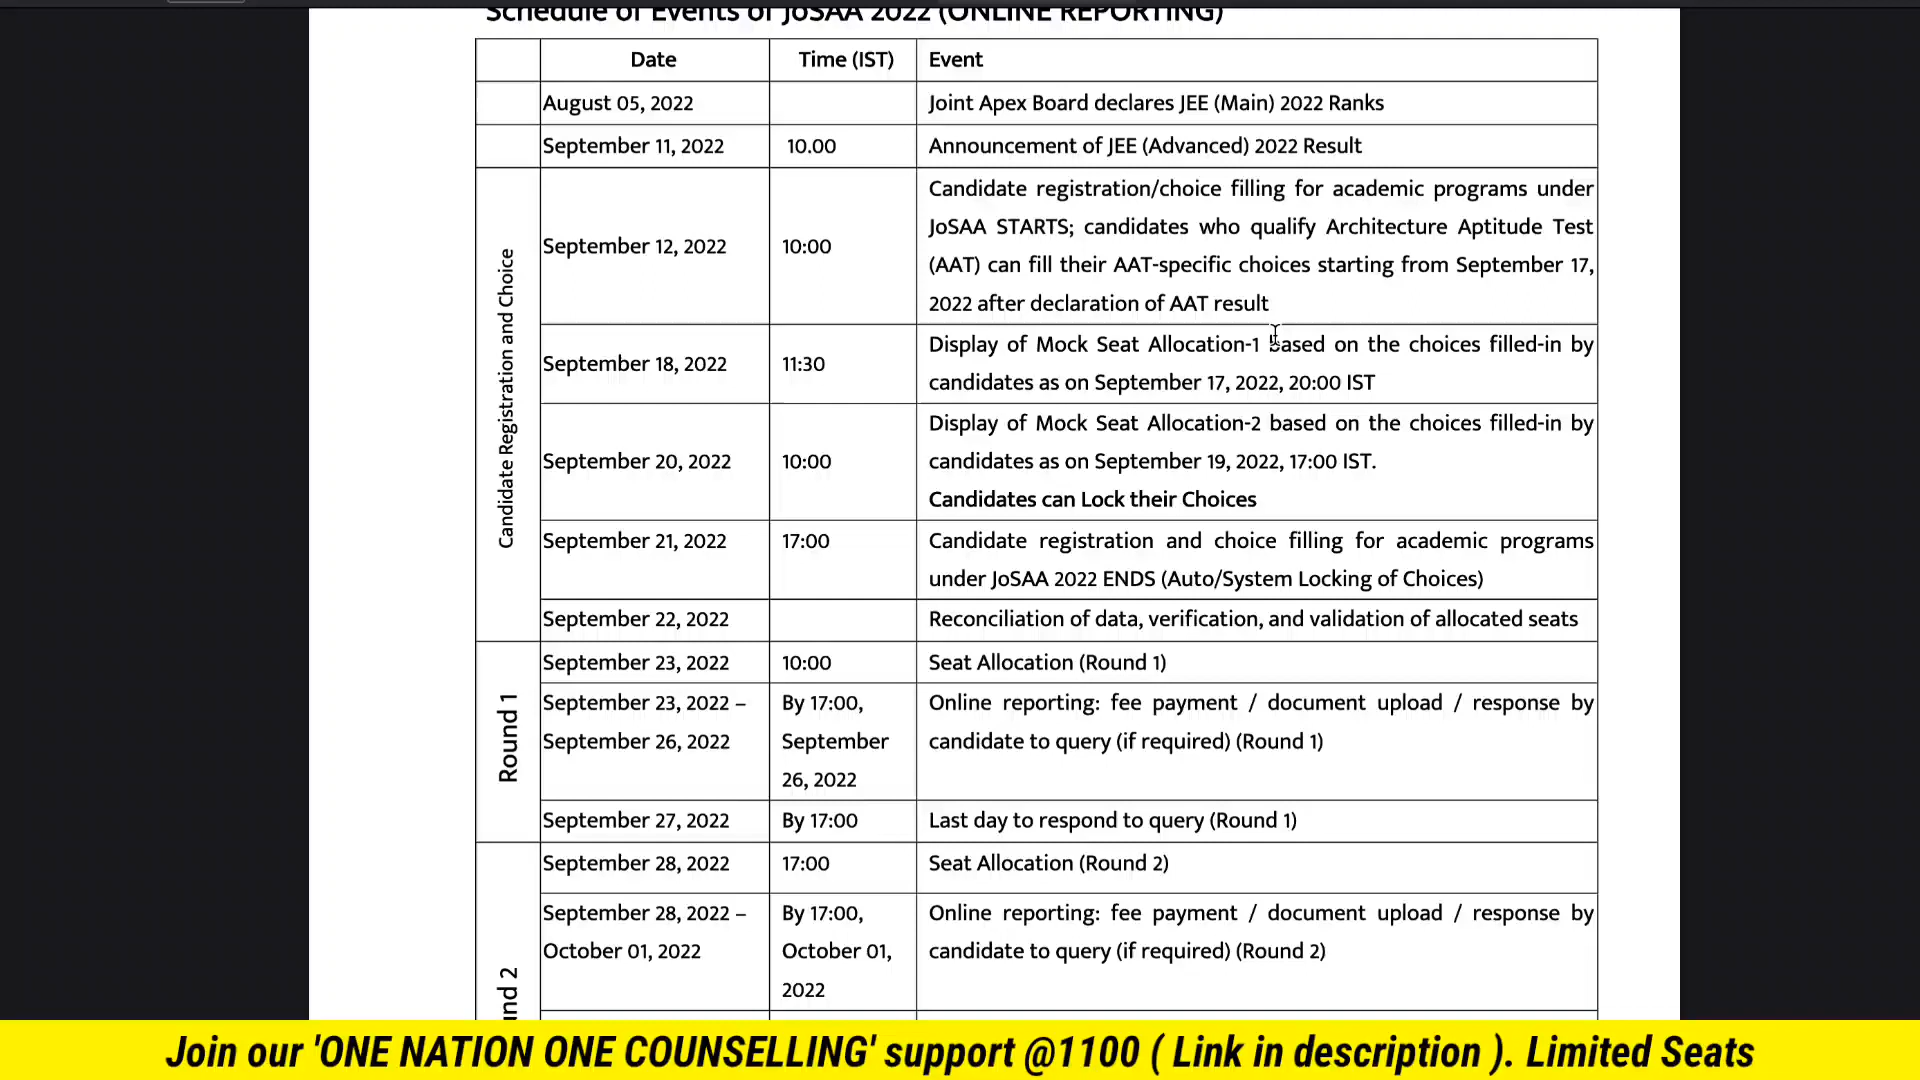 Schedule of Events of JoSAA 2022 (ONLINE REPORTING)
Date Time (IST) Event
August 05, 2022 Joint Apex Board declares JEE (Main) 2022 Ranks
September 11, 2022 10.00 Announcement of JEE (Advanced) 2022 Result
Candidate Registration and Choice
September 12, 2022 10:00
Candidate registration/choice filling for academic programs under
JoSAA STARTS; candidates who qualify Architecture Aptitude Test
(AAT) can fill their AAT-specific choices starting from September 17,
2022 after declaration of AAT result
September 18, 2022 11:30
Display of Mock Seat Allocation-1 based on the choices filled-in by
candidates as on September 17, 2022, 20:00 IST
September 20, 2022 10:00
Display of Mock Seat Allocation-2 based on the choices filled-in by
candidates as on September 19, 2022, 17:00 IST.
Candidates can Lock their Choices
September 21, 2022 17:00 Candidate registration and choice filling for academic programs
under JoSAA 2022 ENDS (Auto/System Locking of Choices)
September 22, 2022 Reconciliation of data, verification, and validation of allocated seats
Round 1
September 23, 2022 10:00 Seat Allocation (Round 1)
September 23, 2022 – By 17:00, Online reporting: fee payment / document upload / response by
September 26, 2022 September candidate to query (if required) (Round 1)
26, 2022
September 27, 2022 By 17:00 Last day to respond to query (Round 1)
und 2
September 28, 2022 17:00 Seat Allocation (Round 2)
September 28, 2022 – By 17:00, Online reporting: fee payment / document upload / response by
October 01, 2022 October 01, candidate to query (if required) (Round 2)
2022
Join our 'ONE NATION ONE COUNSELLING' support @1100 ( Link in description ). Limited Seats